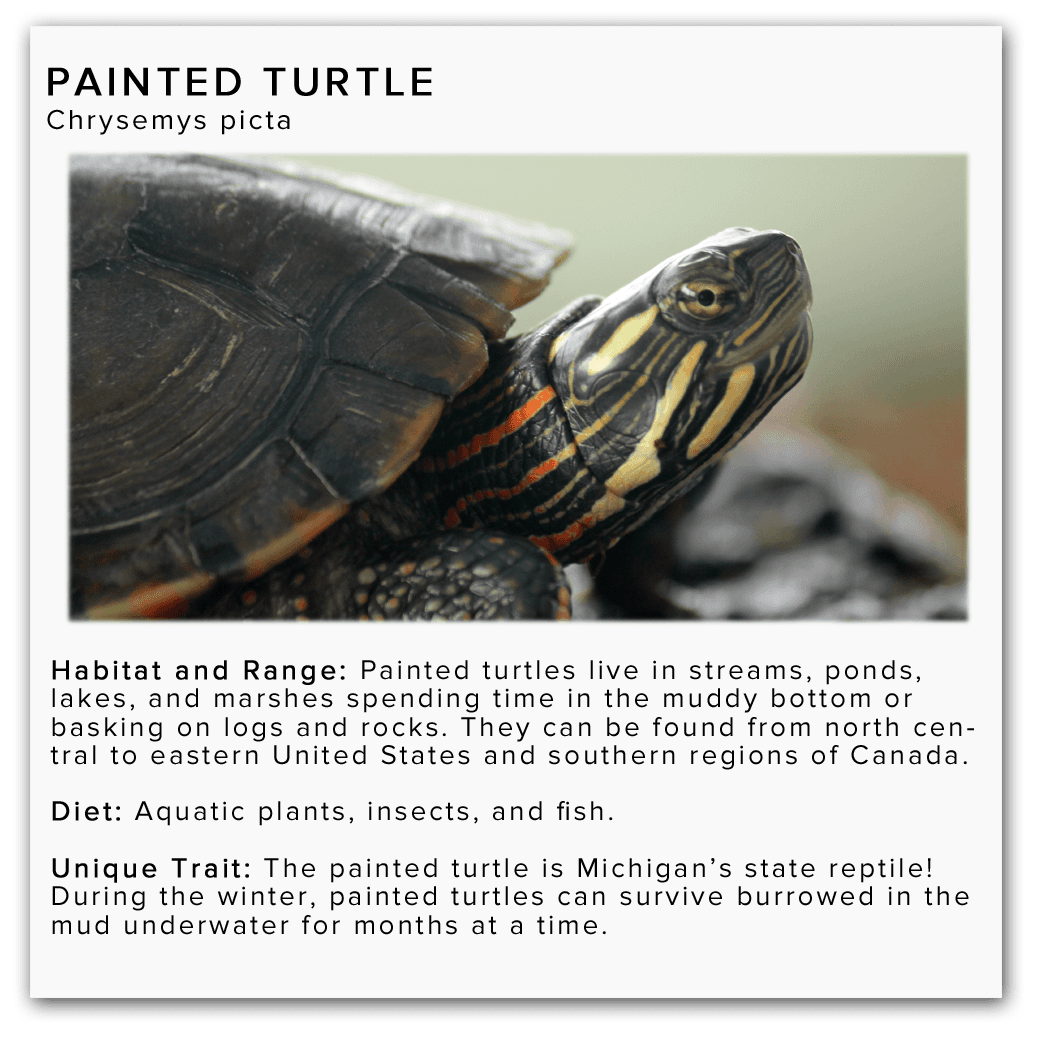 PAINTED TURTLE
Chrysemys picta
Habitat and Range: Painted turtles live in streams, ponds,
lakes, and marshes spending time in the muddy bottom or
basking on logs and rocks. They can be found from north cen-
tral to eastern United States and southern regions of Canada.
Diet: Aquatic plants, insects, and fish.
Unique Trait: The painted turtle is Michigan’s state reptile!
During the winter, painted turtles can survive burrowed in the
mud underwater for months at a time.